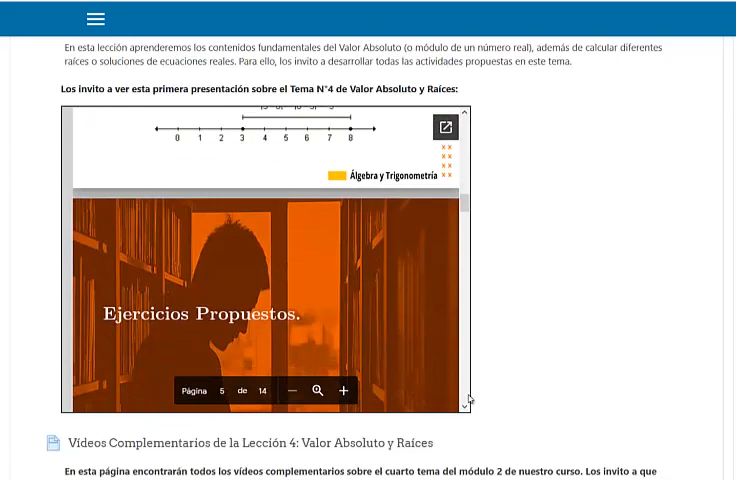 En esta lección aprenderemos los contenidos fundamentales del Valor Absoluto (o módulo de un número real), además de calcular diferentes
raíces o soluciones de ecuaciones reales. Para ello, los invito a desarrollar todas las actividades propuestas en este tema.
Los invito a ver esta primera presentación sobre el Tema N°4 de Valor Absoluto y Raíces:
0 1 2 3 4 5 6 7 8
Álgebra y Trigonometría
Ejercicios Propuestos.
Página 5 de 14
Vídeos Complementarios de la Lección 4: Valor Absoluto y Raíces
En esta página encontrarán todos los vídeos complementarios sobre el cuarto tema del módulo 2 de nuestro curso. Los invito a que